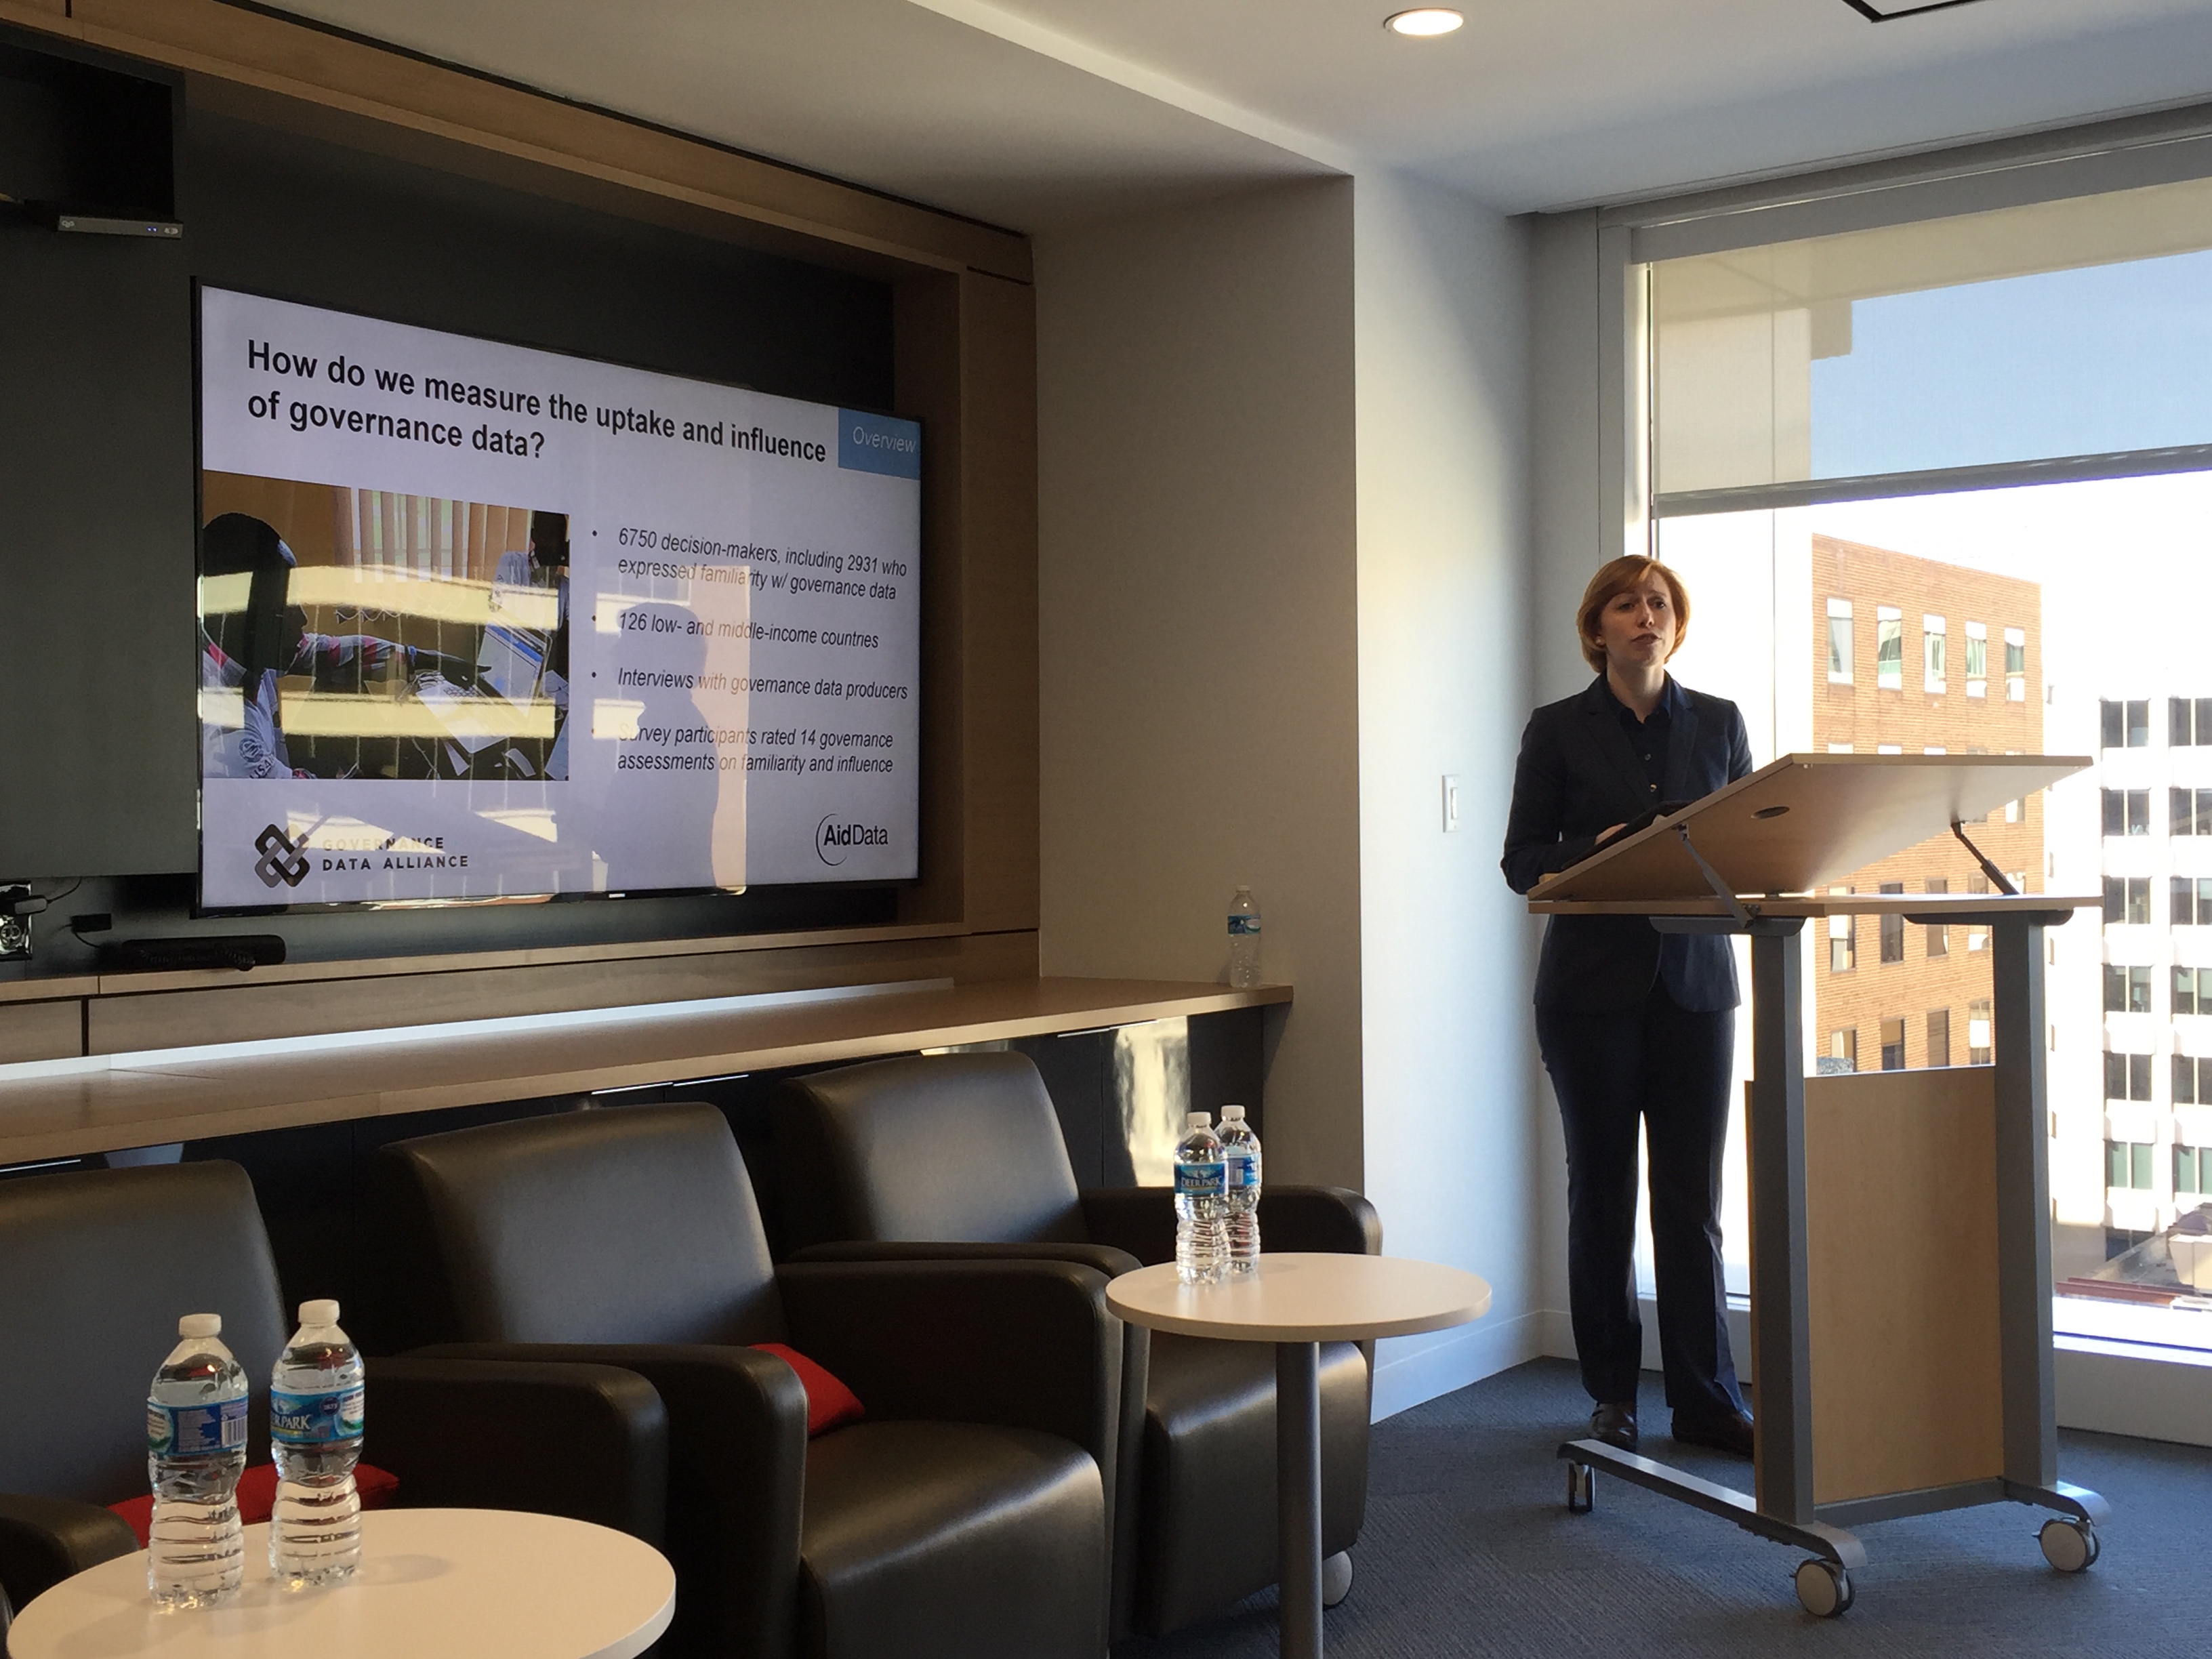 How do we measure the uptake and influence
of governance data?
Overview
• 6750 decision-makers, including 2931 who
expressed familiarity w/ governance data
• 126 low- and middle-income countries
• Interviews with governance data producers
Survey participants rated 14 governance
assessments on familiarity and influence
GOVERNANCE
DATA ALLIANCE
AidData
DEER PARK
ER PARK